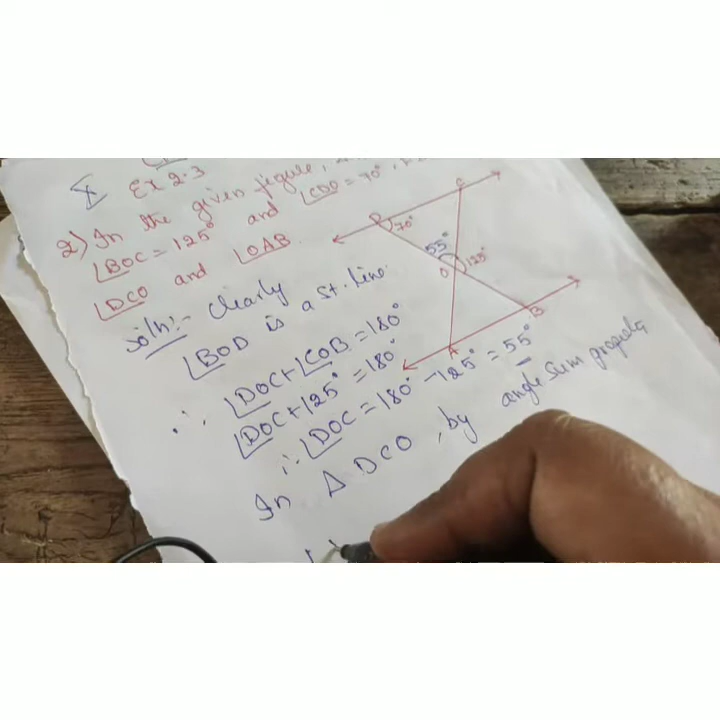 X Ex 2.3
2) In the given figure,
∠BOC = 125° and ∠CDO = 70°,
∠DCO and ∠OAB.
Soln:- Clearly
∠BOD is a St. line.
∴ ∠DOC + ∠COB = 180°
∠DOC + 125° = 180°
∴ ∠DOC = 180° - 125° = 55°
In Δ DCO, by angle sum property
D
70°
C
55°
O
125°
A
B